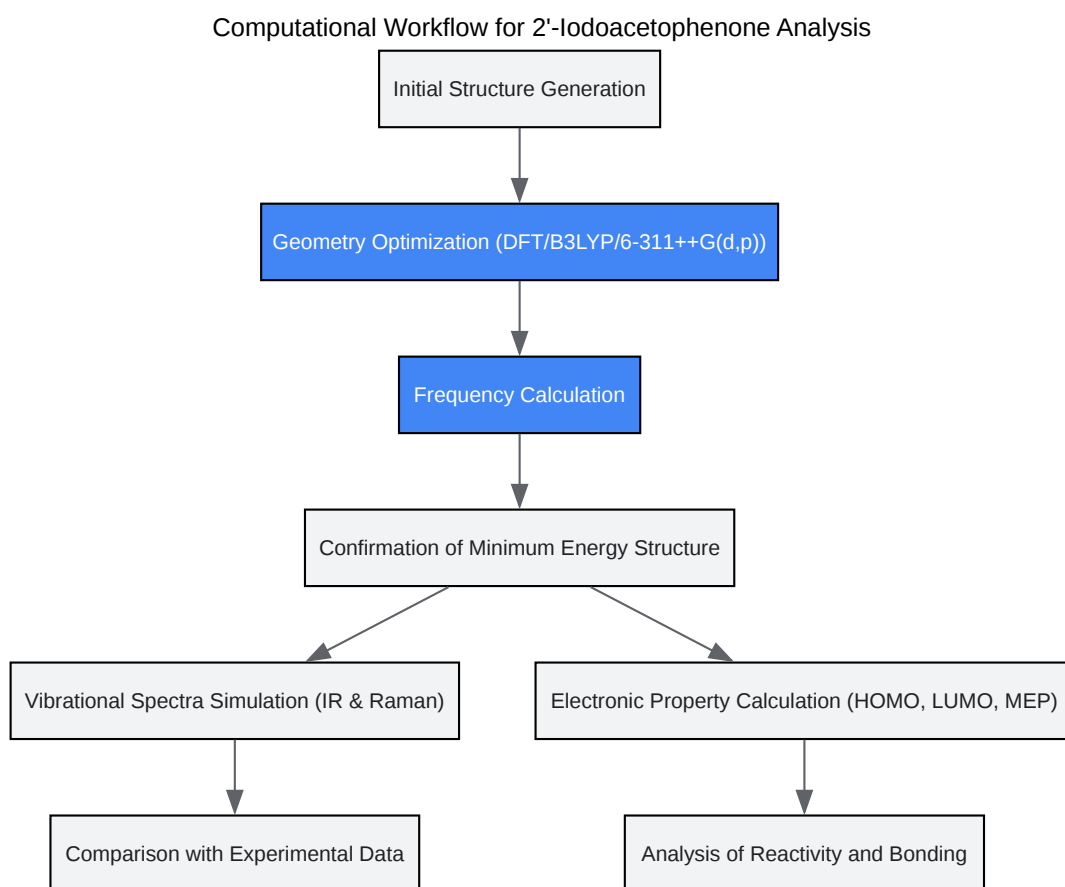 Computational Workflow for 2'-Iodoacetophenone Analysis
Initial Structure Generation
Geometry Optimization (DFT/B3LYP/6-311++G(d,p))
Frequency Calculation
Confirmation of Minimum Energy Structure
Vibrational Spectra Simulation (IR & Raman)
Electronic Property Calculation (HOMO, LUMO, MEP)
Comparison with Experimental Data
Analysis of Reactivity and Bonding